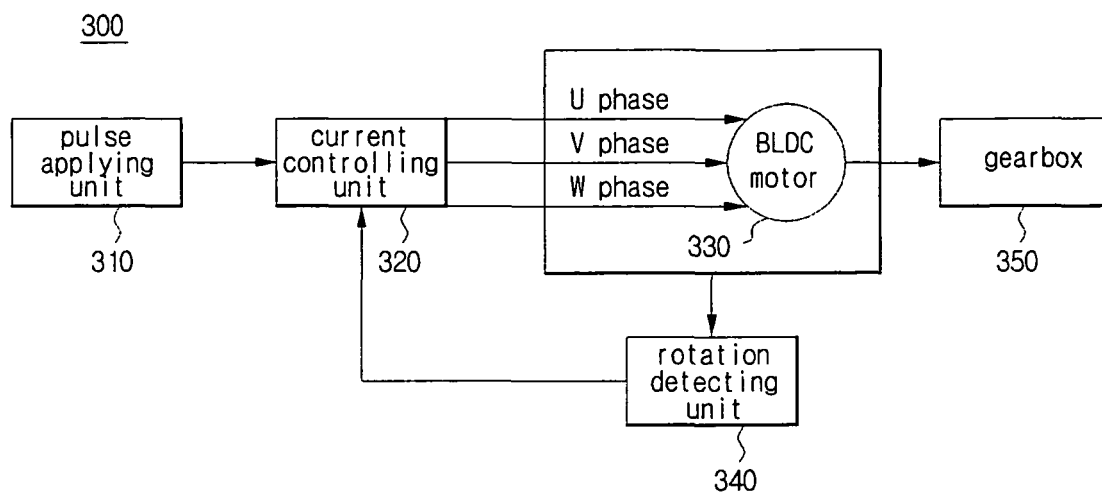 300
pulse
applying
unit
310
current
controlling
unit
320
U phase
V phase
W phase
BLDC
motor
330
gearbox
350
rotation
detecting
unit
340